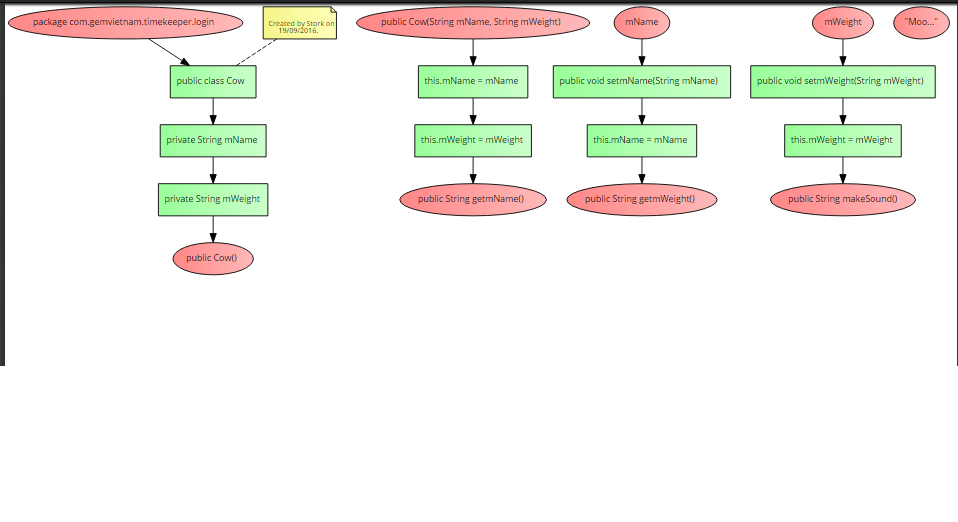 package com.gemvietnam.timekeeper.login
Created by Stork on
19/09/2016.
public class Cow
private String mName
private String mWeight
public Cow()
public Cow(String mName, String mWeight)
this.mName = mName
this.mWeight = mWeight
public String getmName()
mName
public void setmName(String mName)
this.mName = mName
public String getmWeight()
mWeight
public void setmWeight(String mWeight)
this.mWeight = mWeight
public String makeSound()
"Moo..."